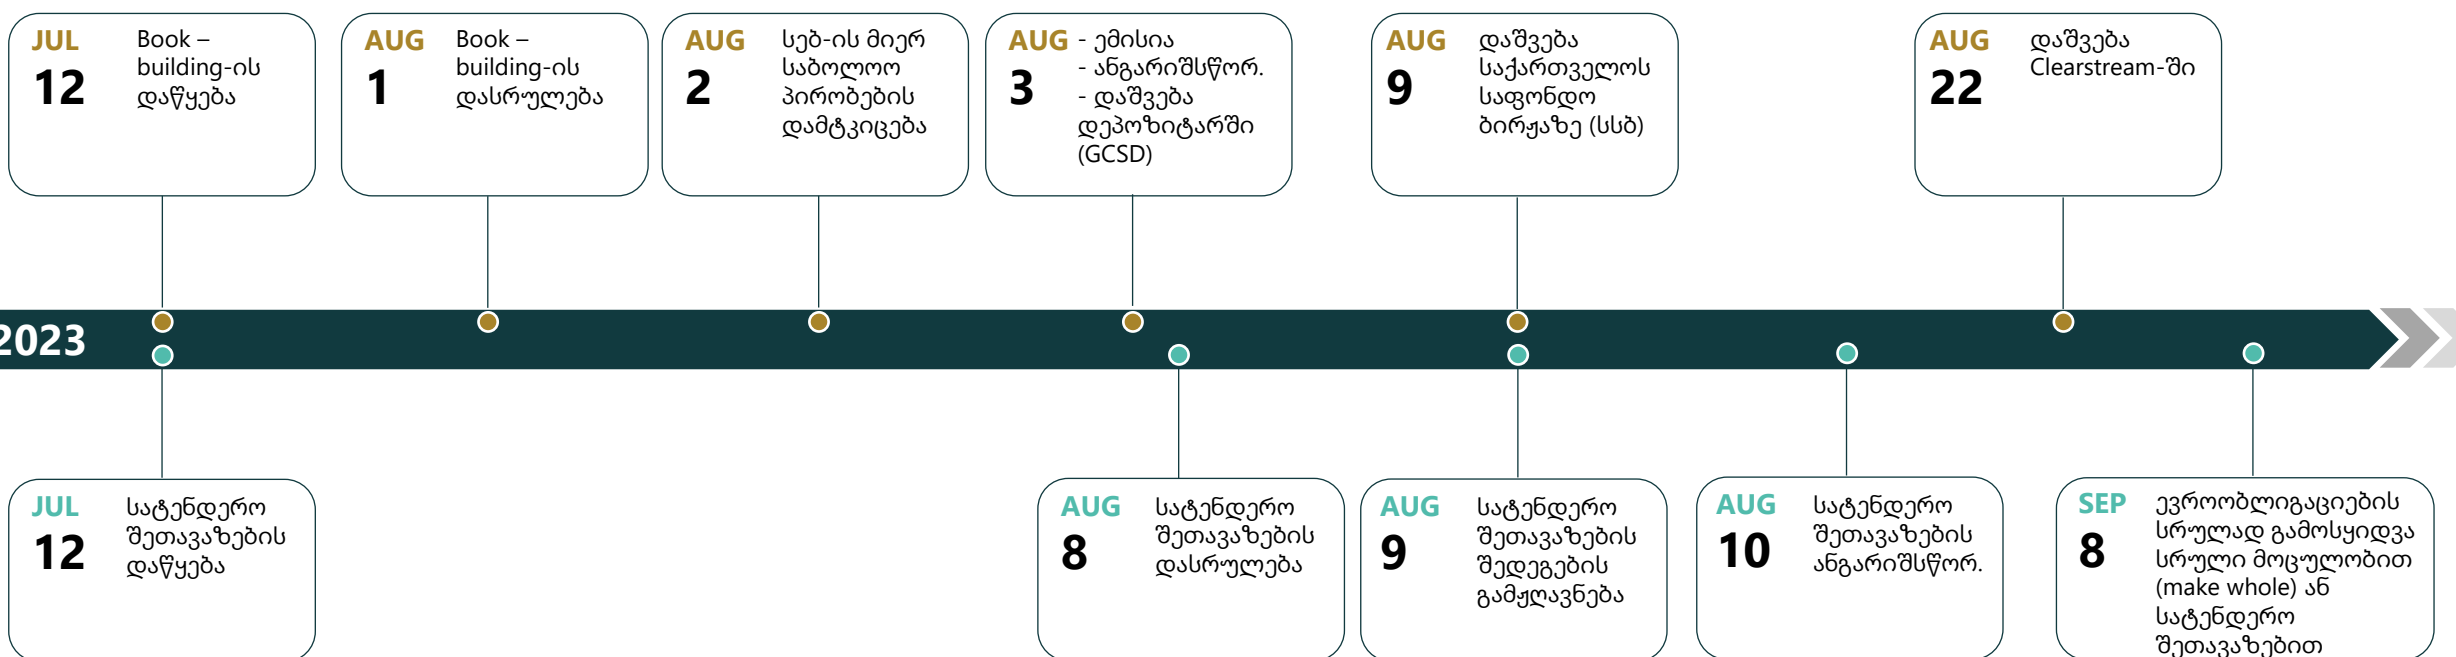 JUL
12
Book –
building-ის
დაწყება
AUG
1
Book –
building-ის
დასრულება
AUG
2
სებ-ის მიერ
საბოლოო
პირობების
დამტკიცება
AUG
3
- ემისია
- ანგარიშსწორ.
- დაშვება
დეპოზიტარში
(GCSD)
AUG
9
დაშვება
საქართველოს
საფონდო
ბირჟაზე (სსბ)
AUG
22
დაშვება
Clearstream-ში
2023
JUL
12
სატენდერო
შეთავაზების
დაწყება
AUG
8
სატენდერო
შეთავაზების
დასრულება
AUG
9
სატენდერო
შეთავაზების
შედეგების
გამჟღავნება
AUG
10
სატენდერო
შეთავაზების
ანგარიშსწორ.
SEP
8
ევროობლიგაციების
სრულად გამოსყიდვა
სრული მოცულობით
(make whole) ან
სატენდერო
შეთავაზებით